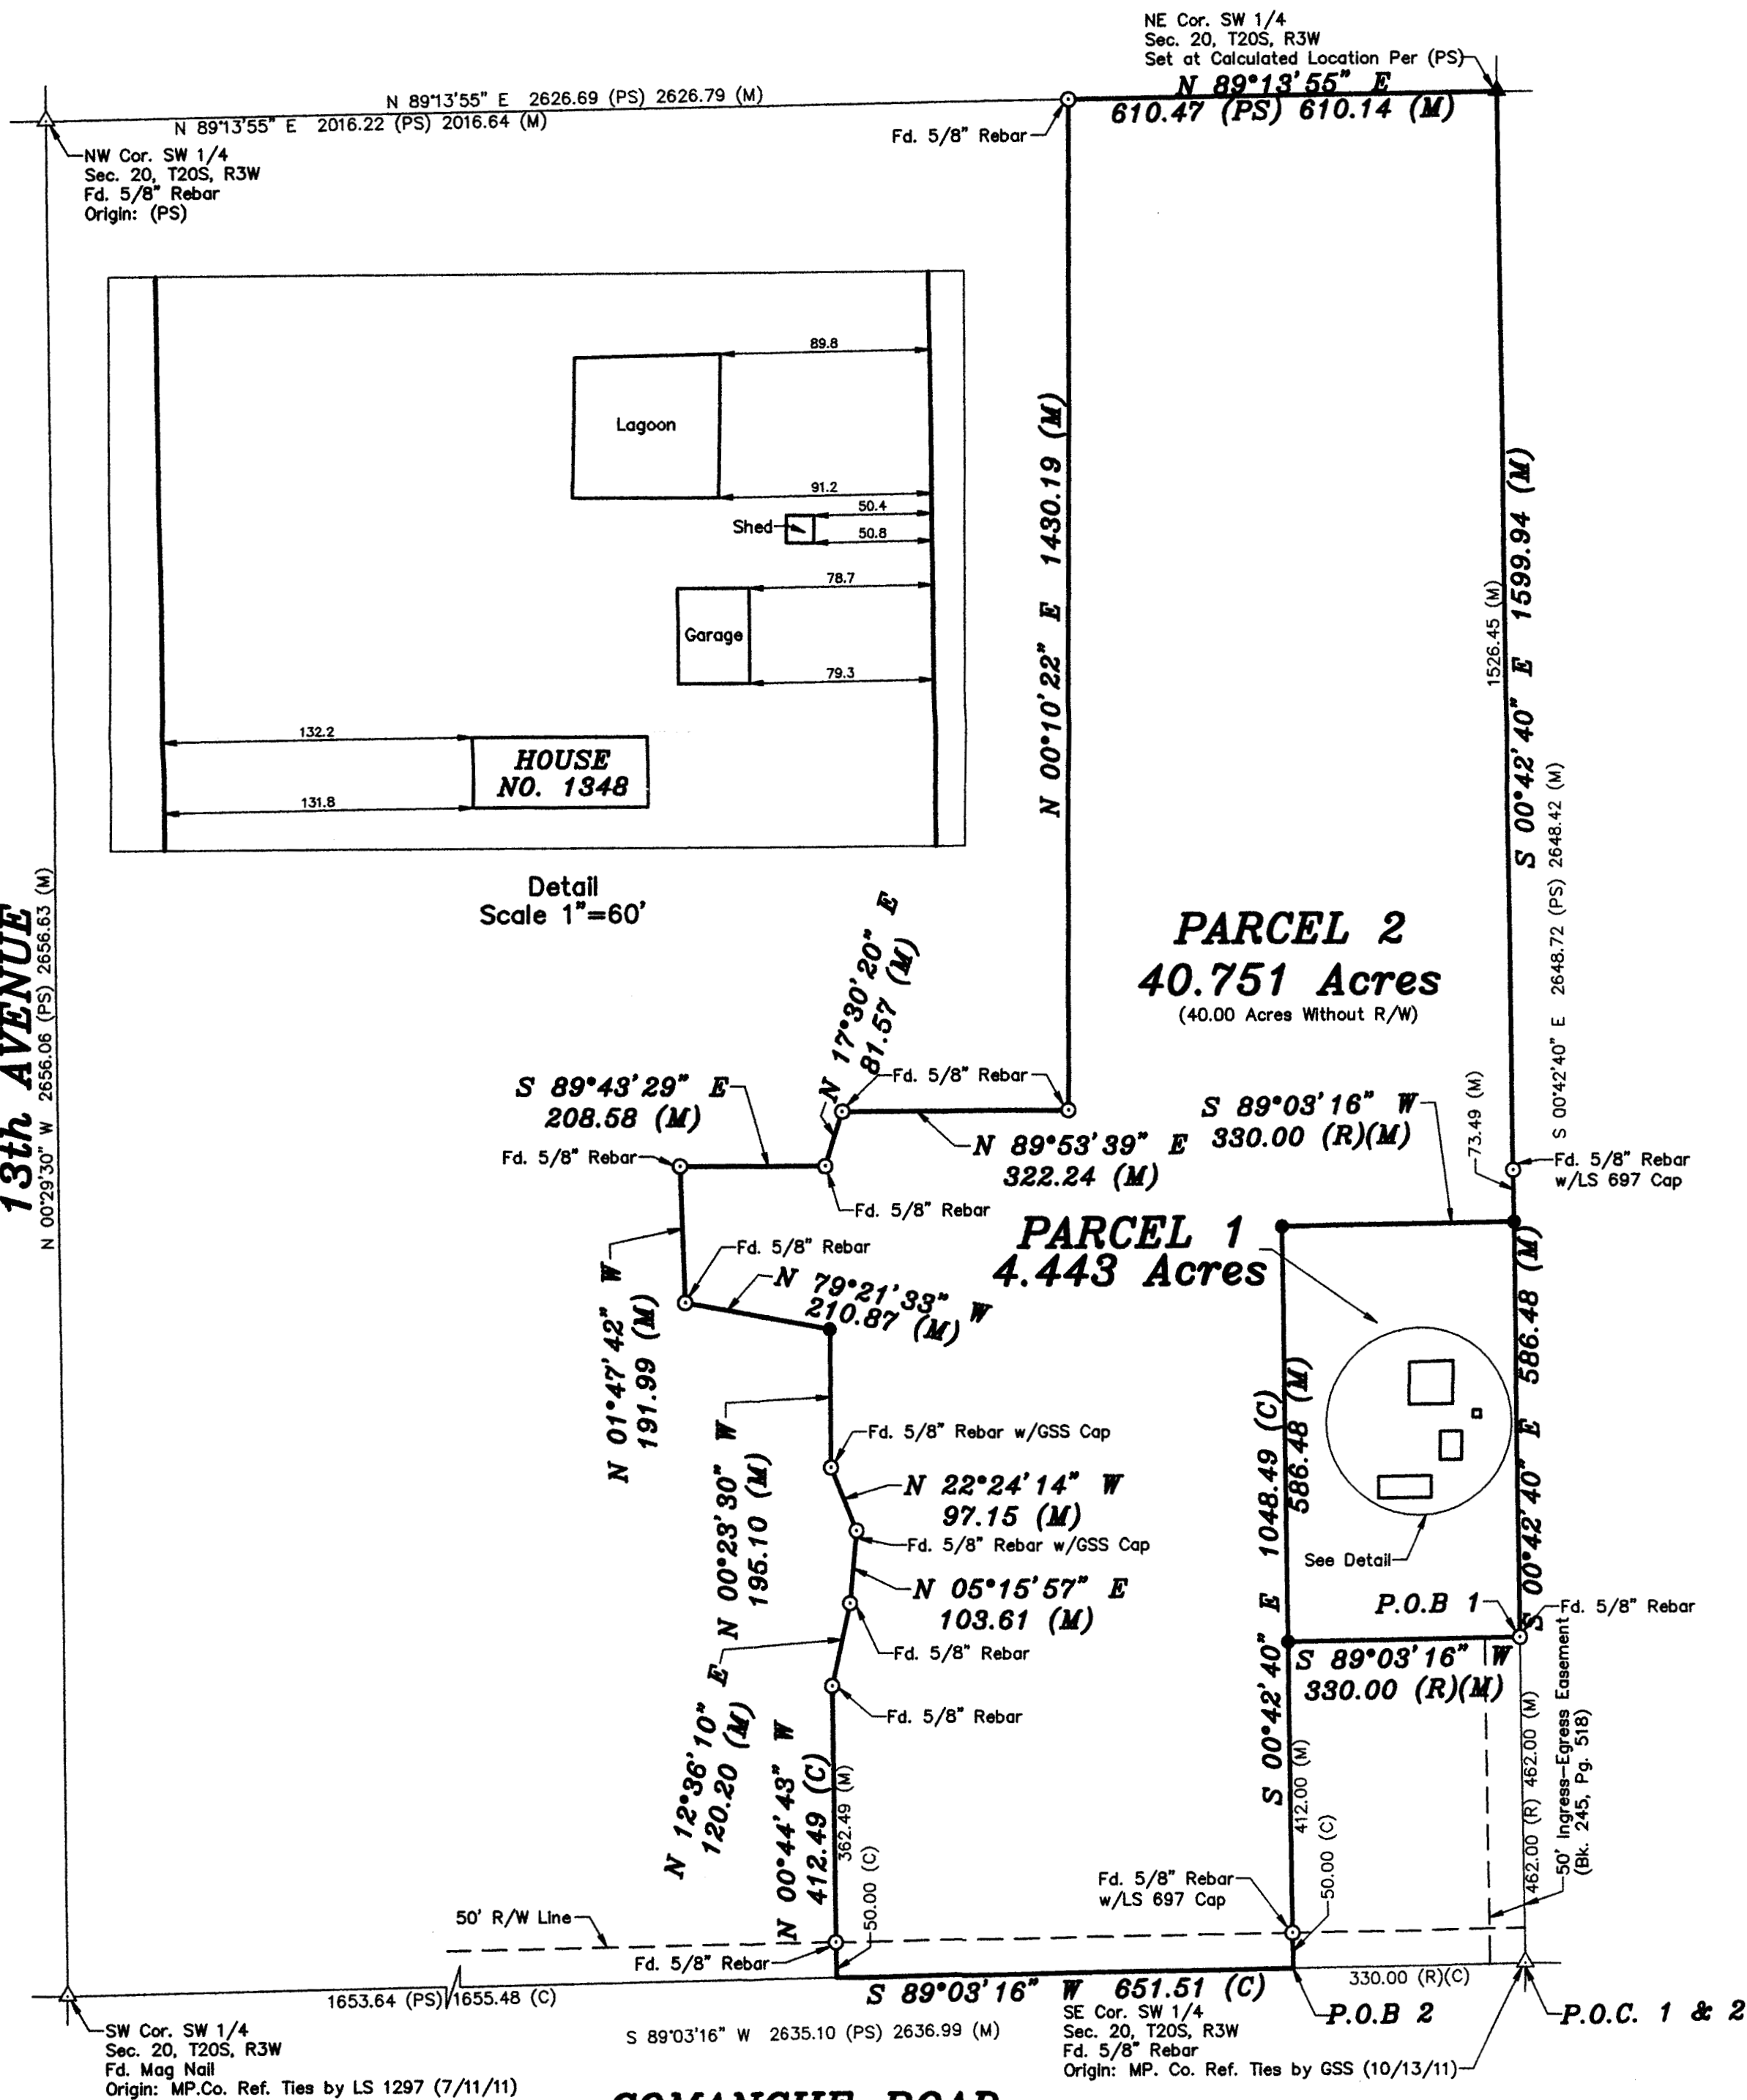 NE Cor. SW 1/4
Sec. 20, T20S, R3W
Set at Calculated Location Per (PS)
N 89°13'55" E
610.47 (PS) 610.14 (M)
N 89°13'55" E 2626.69 (PS) 2626.79 (M)
N 89°13'55" E 2016.22 (PS) 2016.64 (M)
Fd. 5/8" Rebar
NW Cor. SW 1/4
Sec. 20, T20S, R3W
Fd. 5/8" Rebar
Origin: (PS)
89.8
Lagoon
91.2
50.4
Shed
50.8
78.7
Garage
79.3
132.2
HOUSE
NO. 1348
131.8
Detail
Scale 1"=60'
N 00°10'22" E 1430.19 (M)
1526.45 (M)
S 00°42'40" E 1599.94 (M)
S 00°42'40" E 2648.72 (PS) 2648.42 (M)
13th AVENUE
N 00°29'30" W 2656.06 (PS) 2656.63 (M)
PARCEL 2
40.751 Acres
(40.00 Acres Without R/W)
N 17°30'20" E
81.57 (M)
Fd. 5/8" Rebar
S 89°43'29" E
208.58 (M)
S 89°03'16" W
330.00 (R)(M)
73.49 (M)
N 89°53'39" E
322.24 (M)
Fd. 5/8" Rebar
Fd. 5/8" Rebar
w/LS 697 Cap
Fd. 5/8" Rebar
PARCEL 1
4.443 Acres
Fd. 5/8" Rebar
N 79°21'33" W
210.87 (M)
N 01°47'42" W
191.99 (M)
S 00°42'40" E 586.48 (M)
N 00°23'30" W
195.10 (M)
Fd. 5/8" Rebar w/GSS Cap
N 22°24'14" W
97.15 (M)
Fd. 5/8" Rebar w/GSS Cap
S 00°42'40" E 1048.49 (C)
586.48 (M)
See Detail
N 05°15'57" E
103.61 (M)
P.O.B 1
Fd. 5/8" Rebar
Fd. 5/8" Rebar
S 89°03'16" W
330.00 (R)(M)
N 12°36'10" E
120.20 (M)
Fd. 5/8" Rebar
N 00°44'43" W
412.49 (C)
362.49 (M)
50.00 (C)
412.00 (M)
50.00 (C)
462.00 (R) 462.00 (M)
50' Ingress-Egress Easement
(Bk. 245, Pg. 518)
Fd. 5/8" Rebar
w/LS 697 Cap
50' R/W Line
Fd. 5/8" Rebar
1653.64 (PS) 1655.48 (C)
S 89°03'16" W 651.51 (C)
330.00 (R)(C)
P.O.B 2
P.O.C. 1 & 2
SW Cor. SW 1/4
Sec. 20, T20S, R3W
Fd. Mag Nail
Origin: MP.Co. Ref. Ties by LS 1297 (7/11/11)
S 89°03'16" W 2635.10 (PS) 2636.99 (M)
SE Cor. SW 1/4
Sec. 20, T20S, R3W
Fd. 5/8" Rebar
Origin: MP. Co. Ref. Ties by GSS (10/13/11)
COMANCHE ROAD